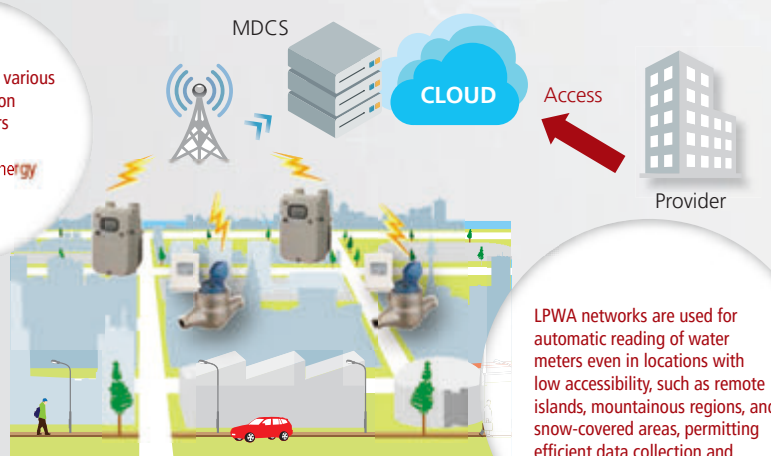 MDCS
various
on
rs
energy
CLOUD
Access
Provider
LPWA networks are used for
automatic reading of water
meters even in locations with
low accessibility, such as remote
islands, mountainous regions, and
snow-covered areas, permitting
efficient data collection and